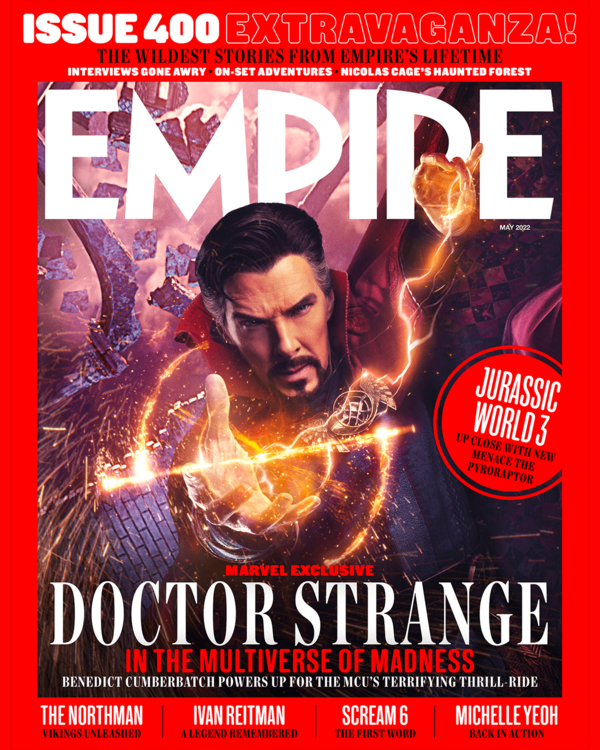 ISSUE 400 EXTRAVAGANZA!
THE WILDEST STORIES FROM EMPIRE'S LIFETIME
INTERVIEWS GONE AWRY • ON-SET ADVENTURES • NICOLAS CAGE'S HAUNTED FOREST
EMPIRE
MAY 2022
JURASSIC
WORLD 3
UP CLOSE WITH NEW
MENACE THE
PYRORAPTOR
MARVEL EXCLUSIVE
DOCTOR STRANGE
IN THE MULTIVERSE OF MADNESS
BENEDICT CUMBERBATCH POWERS UP FOR THE MCU'S TERRIFYING THRILL-RIDE
THE NORTHMAN
VIKINGS UNLEASHED
IVAN REITMAN
A LEGEND REMEMBERED
SCREAM 6
THE FIRST WORD
MICHELLE YEOH
BACK IN ACTION